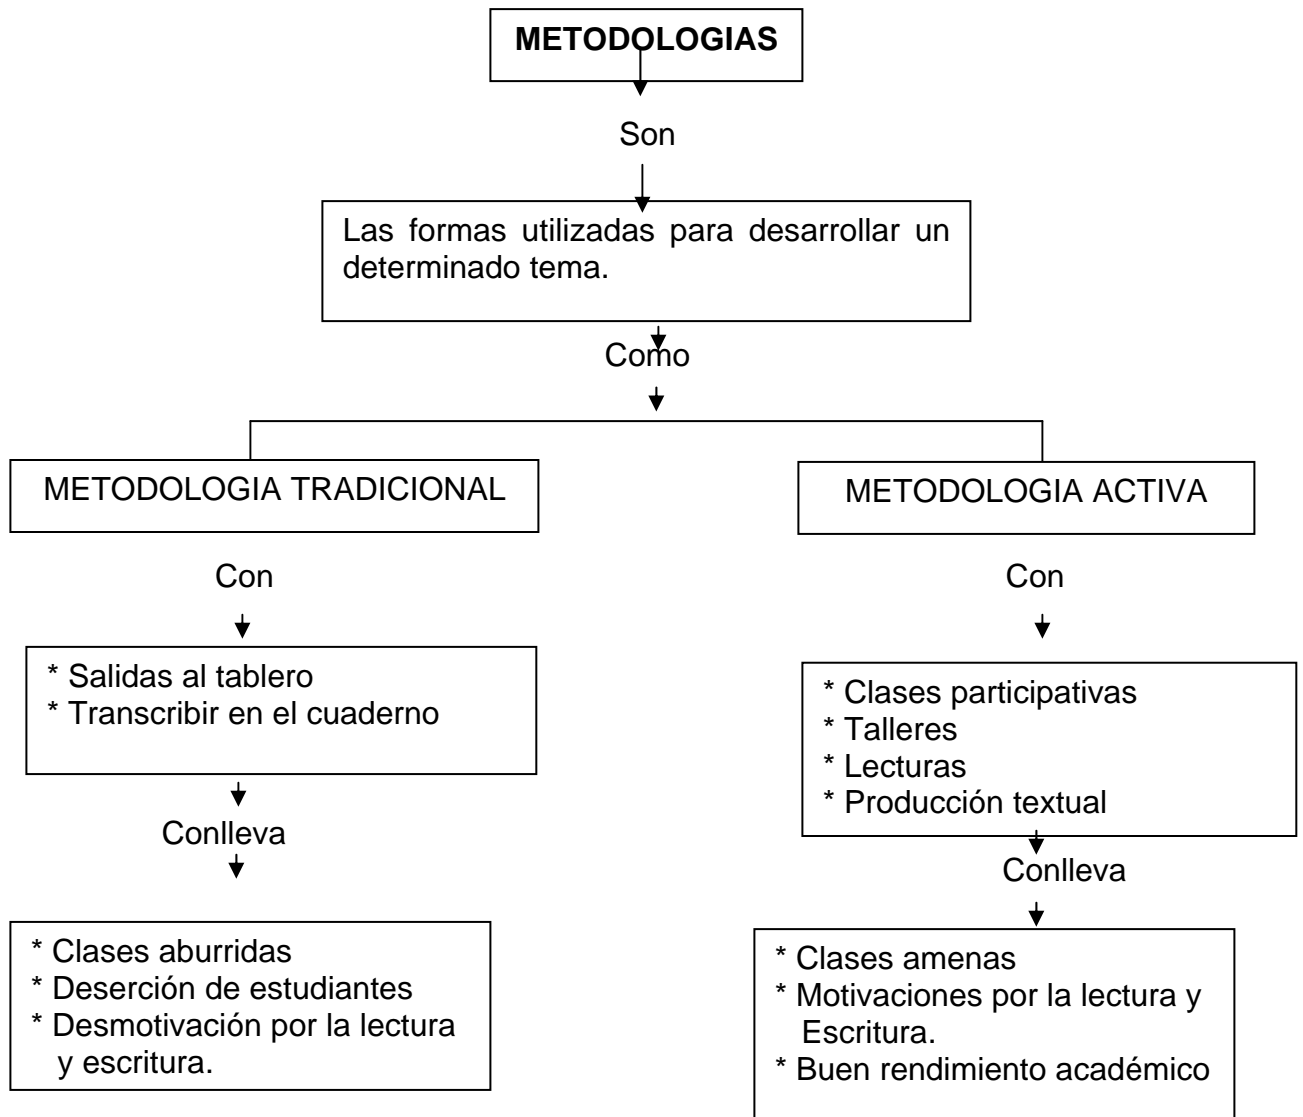 METODOLOGIAS
Son
Las formas utilizadas para desarrollar un
determinado tema.
Como
METODOLOGIA TRADICIONAL
Con
* Salidas al tablero
* Transcribir en el cuaderno
Conlleva
* Clases aburridas
* Deserción de estudiantes
* Desmotivación por la lectura
y escritura.
METODOLOGIA ACTIVA
Con
* Clases participativas
* Talleres
* Lecturas
* Producción textual
Conlleva
* Clases amenas
* Motivaciones por la lectura y
Escritura.
* Buen rendimiento académico